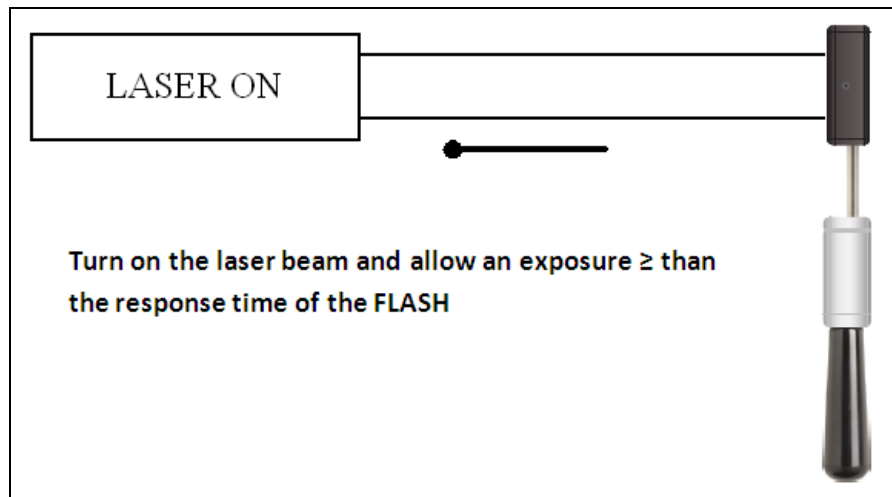 LASER ON
Turn on the laser beam and allow an exposure ≥ than
the response time of the FLASH